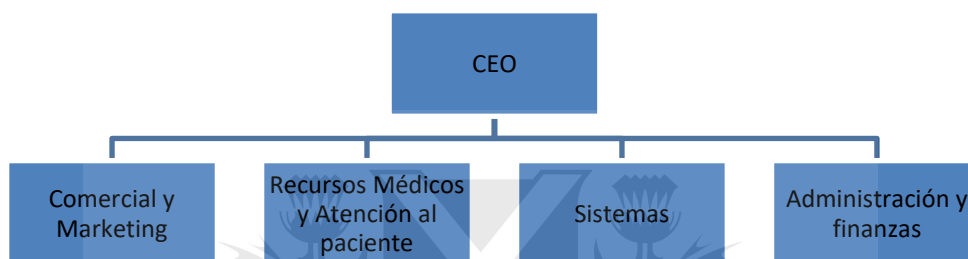 CEO
Comercial y
Marketing
Recursos Médicos
y Atención al
paciente
Sistemas
Administración y
finanzas